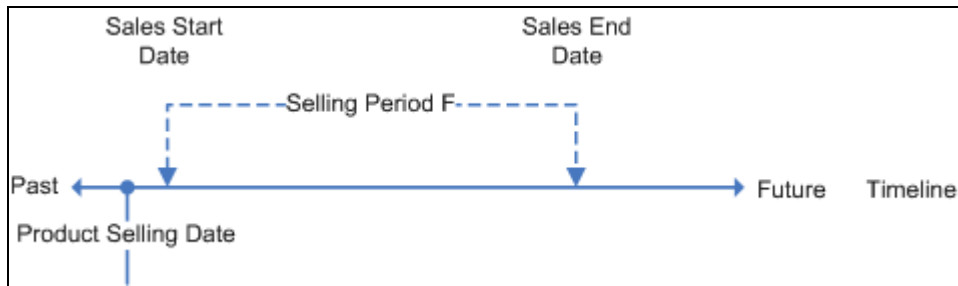 Sales Start
Date
Sales End
Date
Selling Period F
Past
Future
Timeline
Product Selling Date